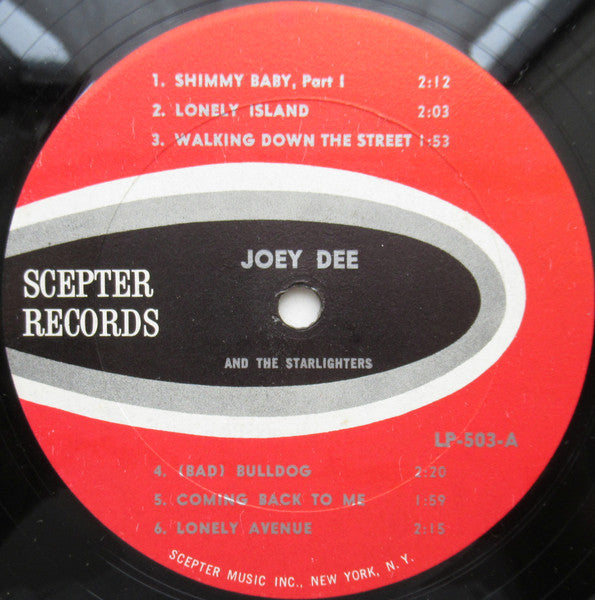 1. SHIMMY BABY, Part I 2:12
2. LONELY ISLAND 2:03
3. WALKING DOWN THE STREET 1:53
JOEY DEE
SCEPTER
RECORDS
AND THE STARLIGHTERS
LP-503-A
4. (BAD) BULLDOG 2:20
5. COMING BACK TO ME 1:59
6. LONELY AVENUE 2:15
SCEPTER MUSIC INC., NEW YORK, N.Y.